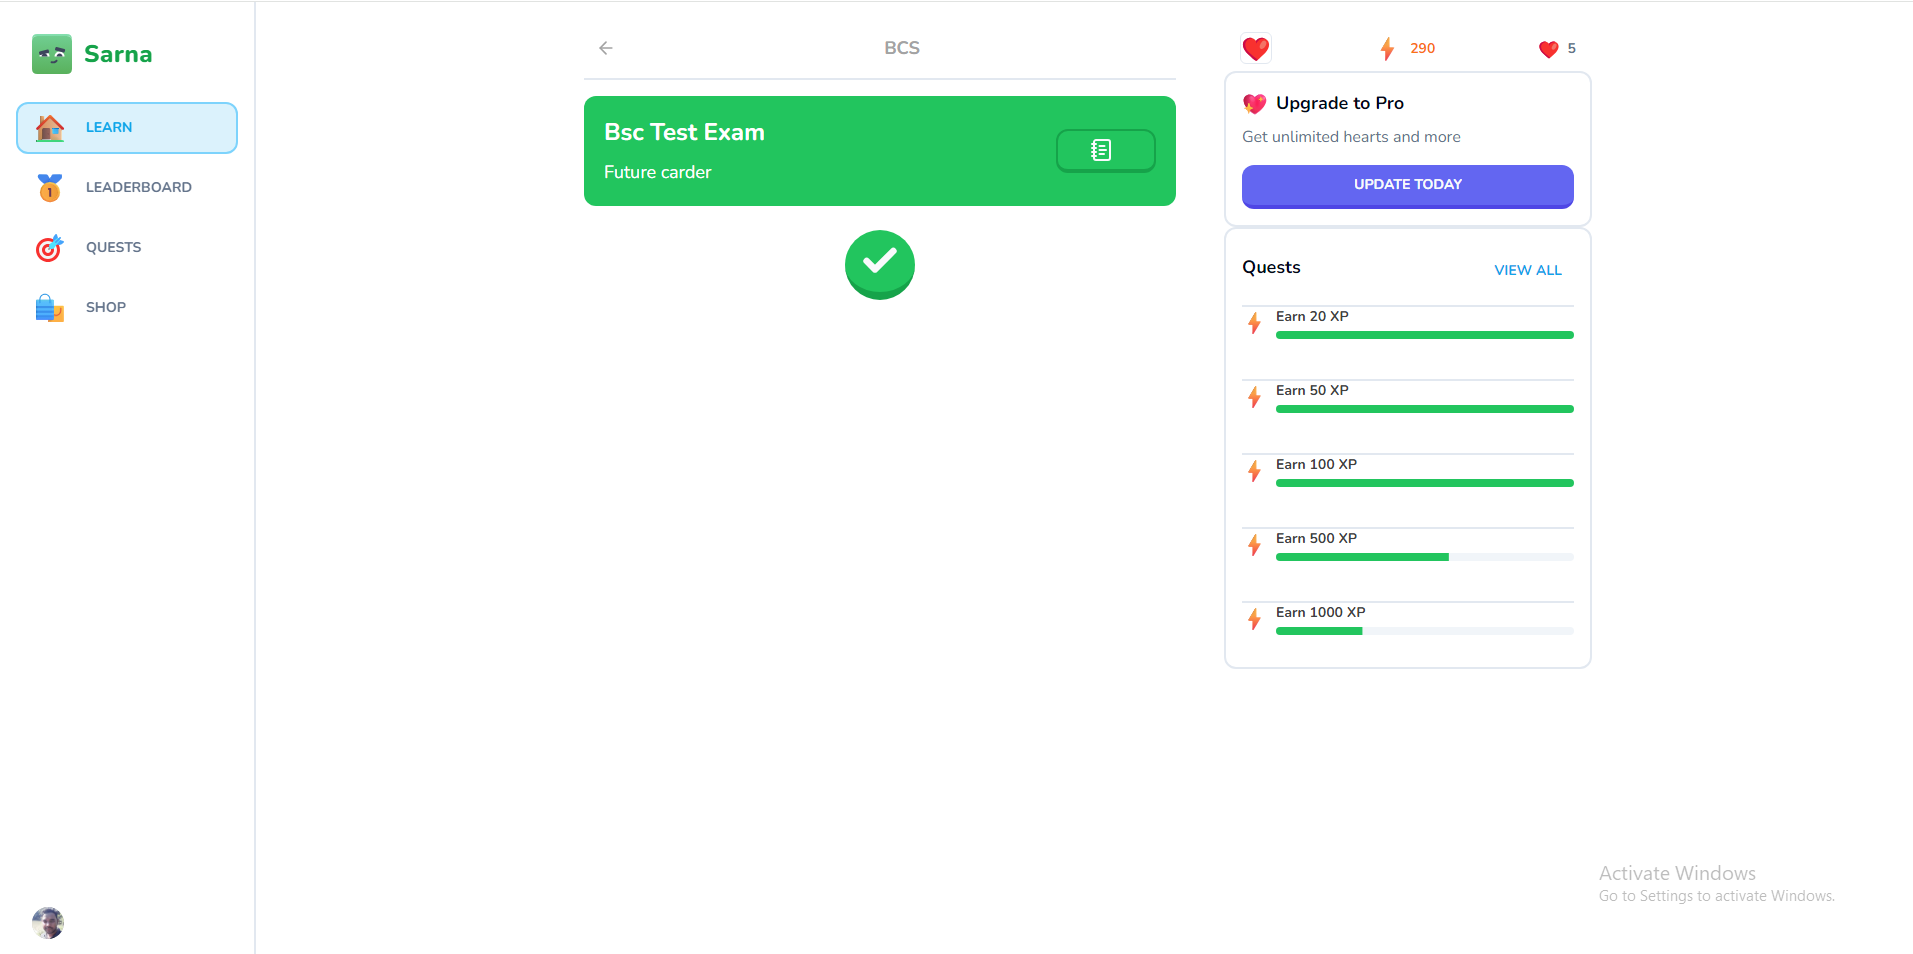 Sarna
LEARN
LEADERBOARD
1
QUESTS
SHOP
BCS
Bsc Test Exam
Future carder
290
5
Upgrade to Pro
Get unlimited hearts and more
UPDATE TODAY
Quests
VIEW ALL
Earn 20 XP
Earn 50 XP
Earn 100 XP
Earn 500 XP
Earn 1000 XP
Activate Windows
Go to Settings to activate Windows.